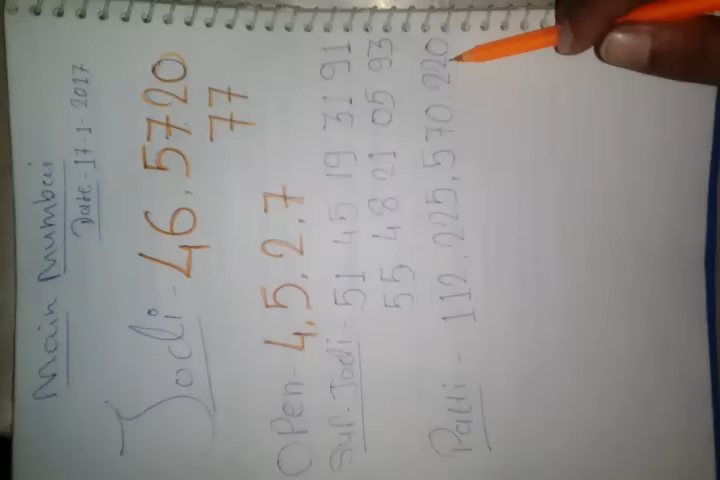 Main Mumbai
Date - 17-1-2017
Jodi - 46, 57 20
77
OPen - 4, 5, 2, 7
Sup. Jodi - 51 45 19 31 91
55 48 21 05 93
Patti - 112, 225, 570 220